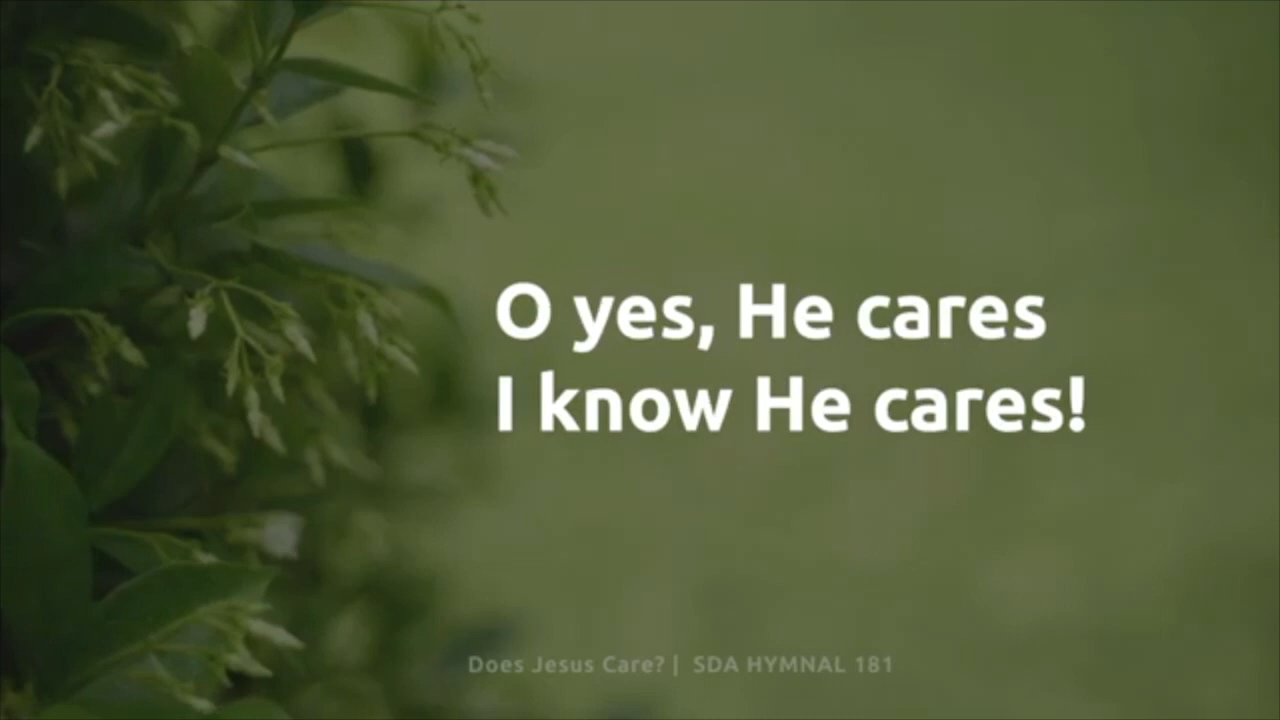 O yes, He cares
I know He cares!
Does Jesus Care? | SDA HYMNAL 181